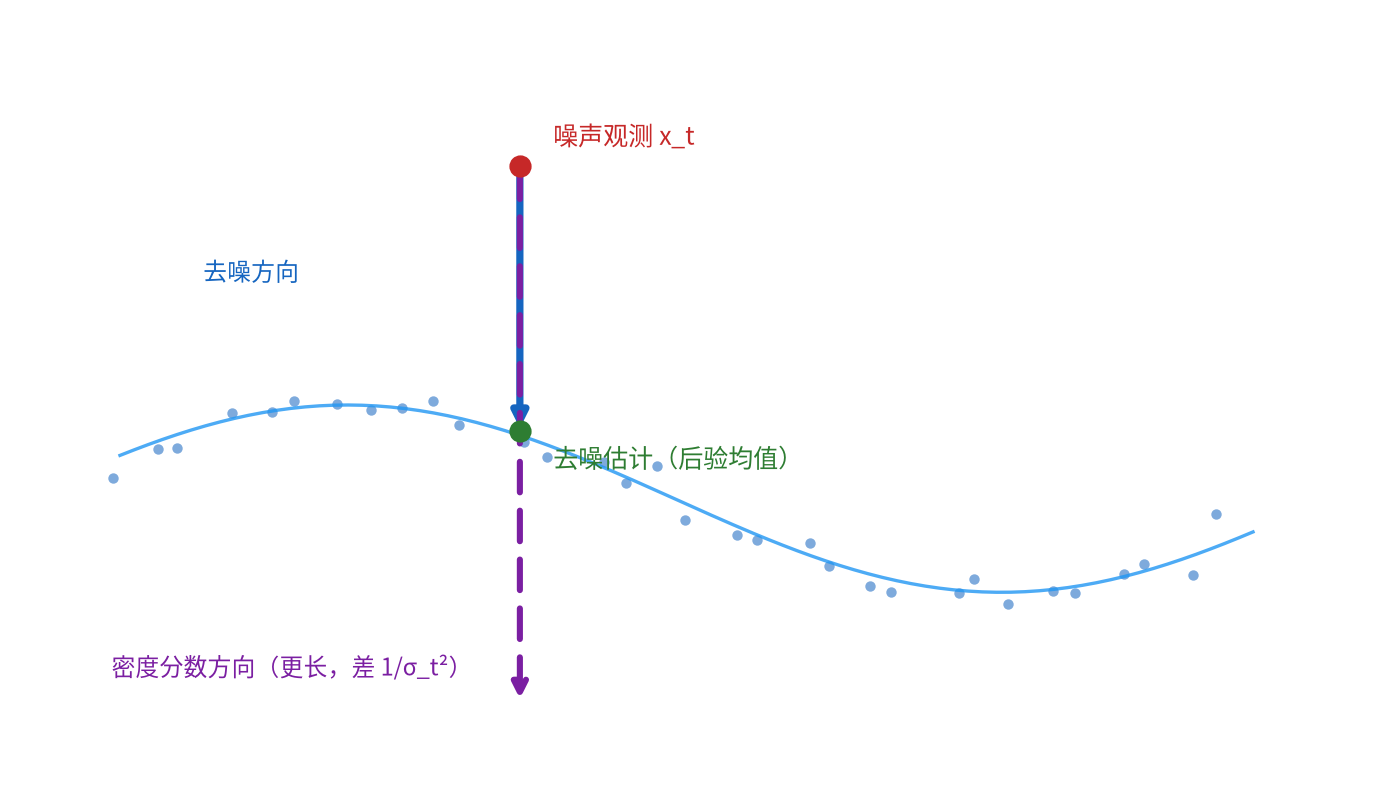 噪声观测 x_t
去噪方向
去噪估计（后验均值）
密度分数方向（更长，差 1/σ_t²）